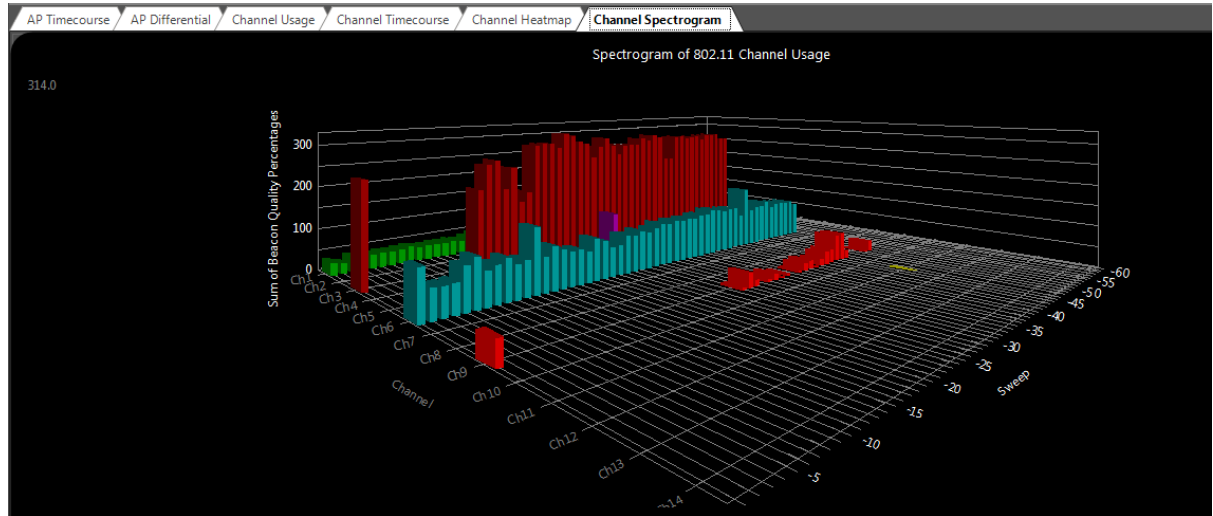 AP Timecourse AP Differential Channel Usage Channel Timecourse Channel Heatmap Channel Spectrogram
Spectrogram of 802.11 Channel Usage
314.0
Sum of Beacon Quality Percentages
300
200
100
0
Ch1
Ch2
Ch3
Ch4
Ch5
Ch6
Ch7
Ch8
Ch9
Ch10
Ch11
Ch12
Ch13
Ch14
Channel
-60
-55
-50
-45
-40
-35
-30
-25
-20
-15
-10
-5
Sweep